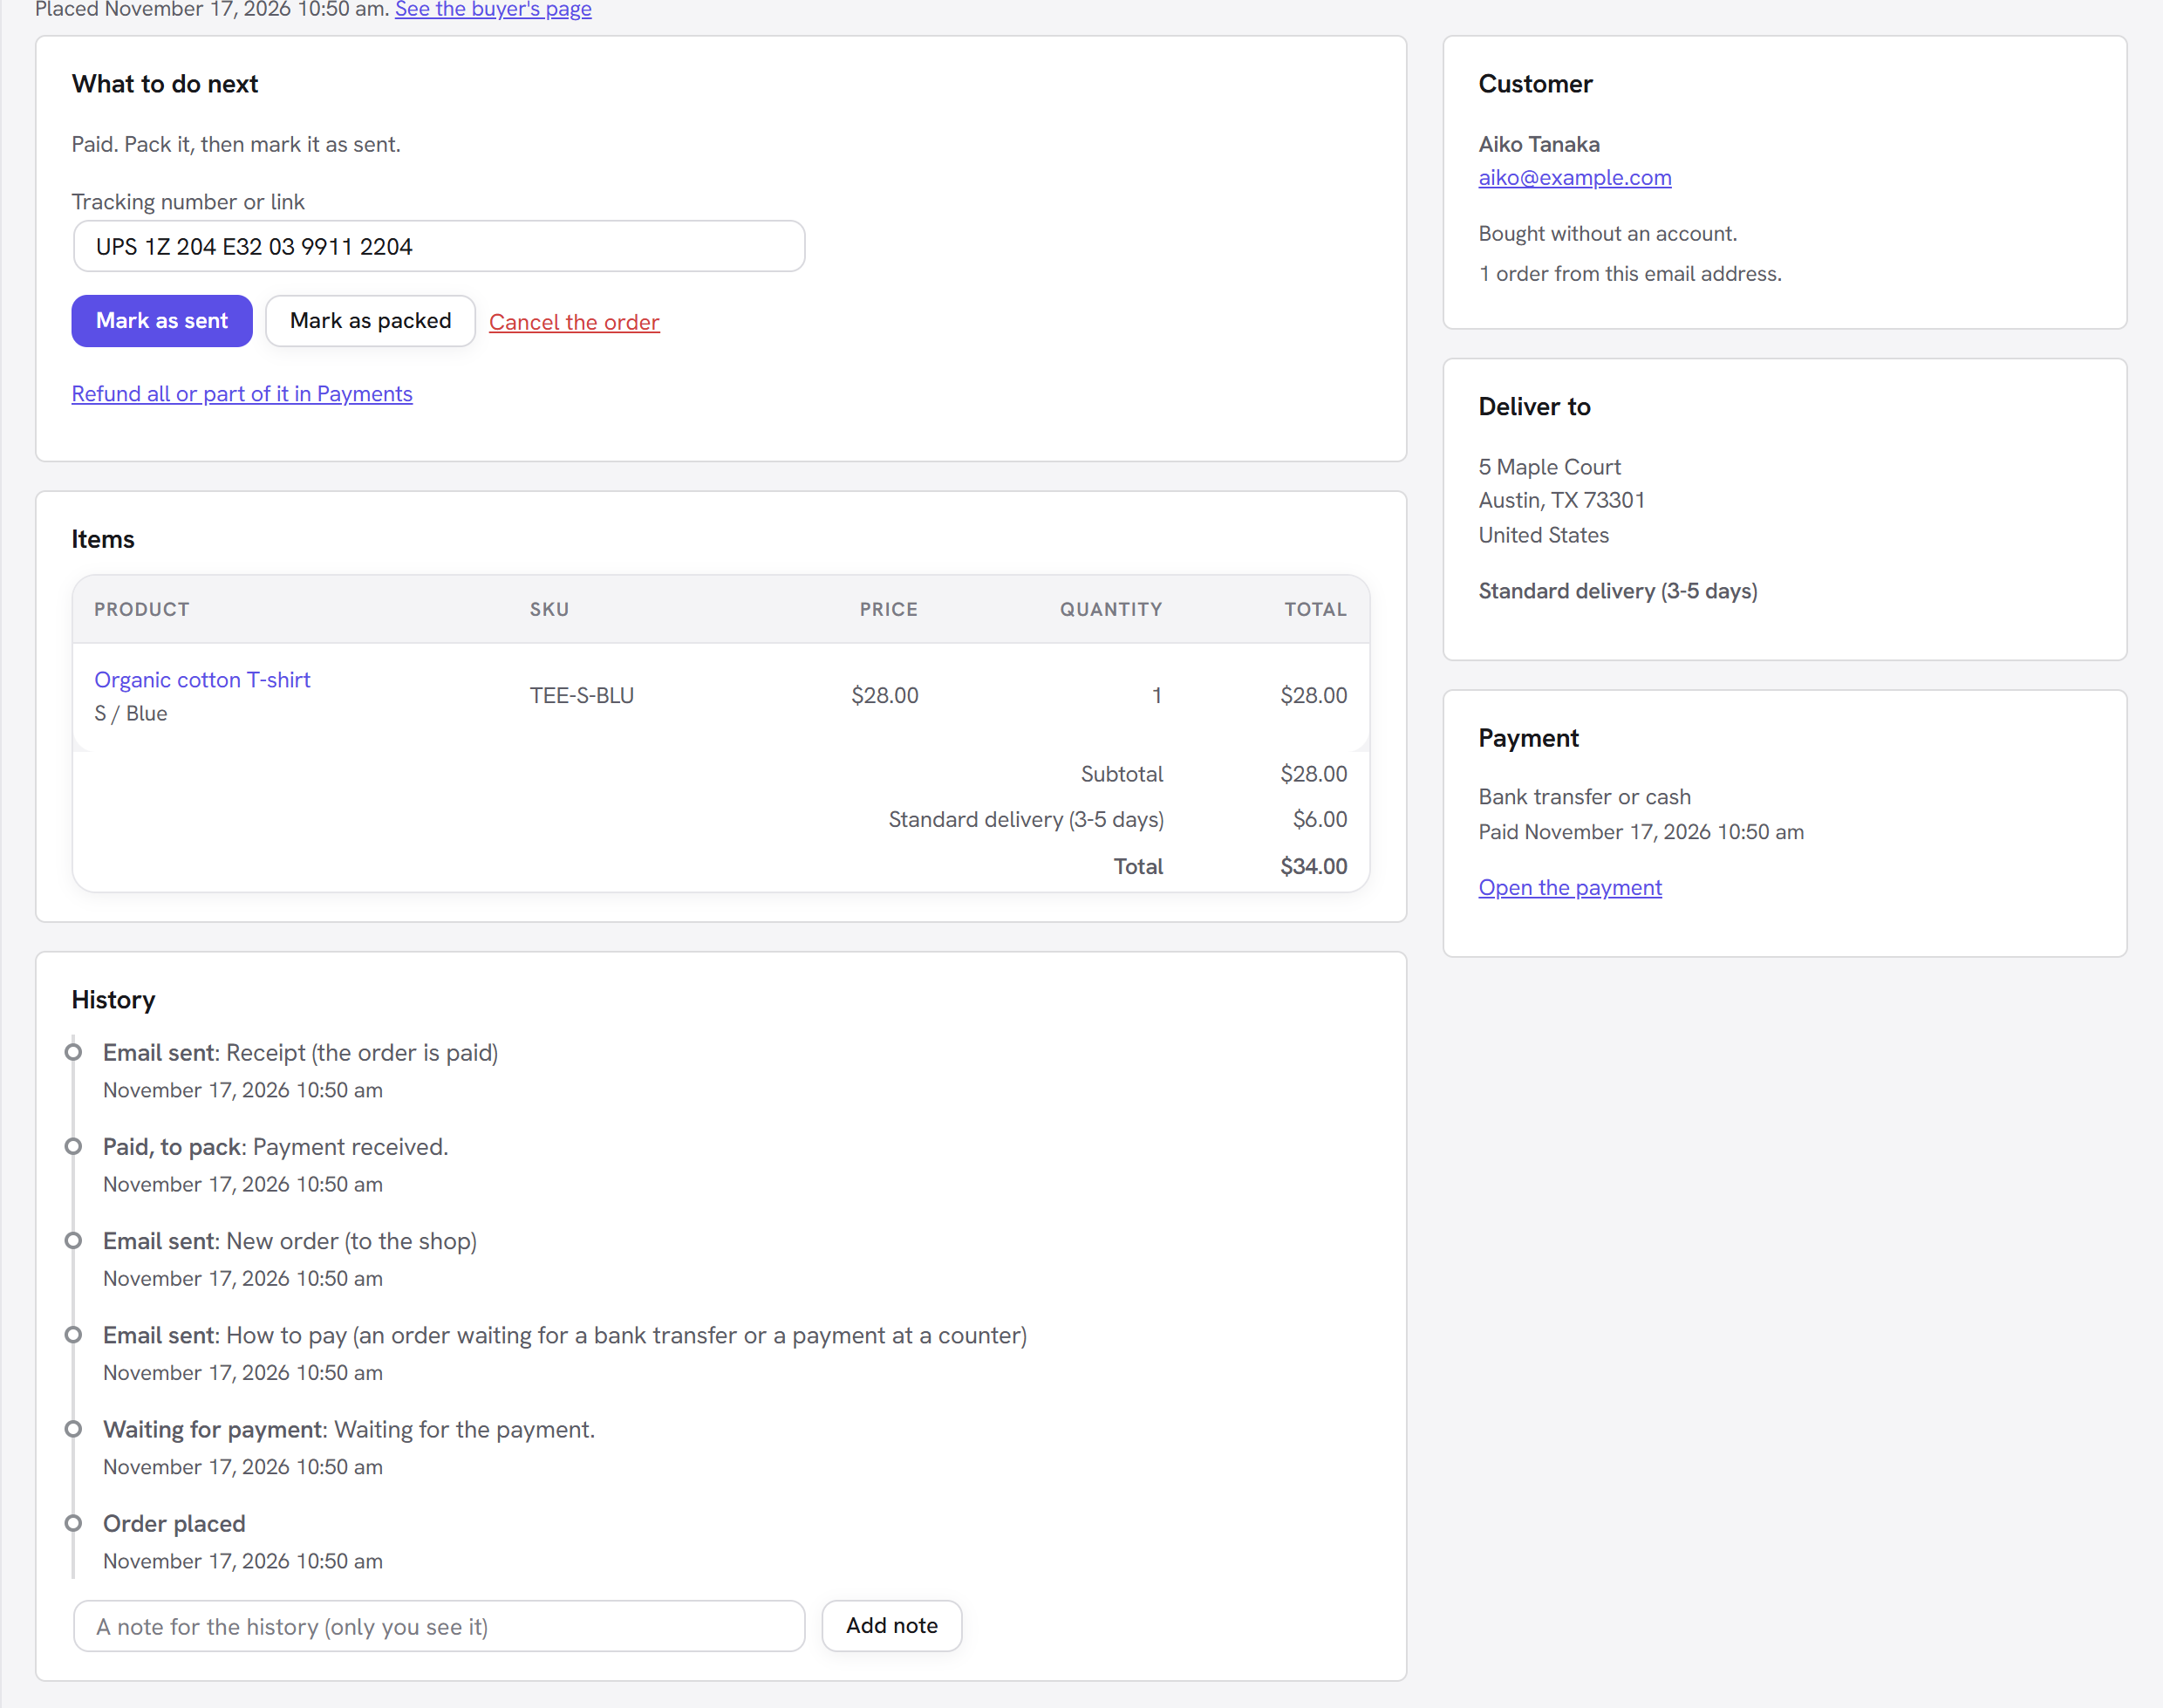 Placed November 17, 2026 10:50 am. See the buyer's page
What to do next
Paid. Pack it, then mark it as sent.
Tracking number or link
UPS 1Z 204 E32 03 9911 2204
Mark as sent Mark as packed Cancel the order
Refund all or part of it in Payments
Items
PRODUCT SKU PRICE QUANTITY TOTAL
Organic cotton T-shirt
S / Blue
TEE-S-BLU $28.00 1 $28.00
Subtotal $28.00
Standard delivery (3-5 days) $6.00
Total $34.00
History
Email sent: Receipt (the order is paid)
November 17, 2026 10:50 am
Paid, to pack: Payment received.
November 17, 2026 10:50 am
Email sent: New order (to the shop)
November 17, 2026 10:50 am
Email sent: How to pay (an order waiting for a bank transfer or a payment at a counter)
November 17, 2026 10:50 am
Waiting for payment: Waiting for the payment.
November 17, 2026 10:50 am
Order placed
November 17, 2026 10:50 am
A note for the history (only you see it) Add note
Customer
Aiko Tanaka
aiko@example.com
Bought without an account.
1 order from this email address.
Deliver to
5 Maple Court
Austin, TX 73301
United States
Standard delivery (3-5 days)
Payment
Bank transfer or cash
Paid November 17, 2026 10:50 am
Open the payment